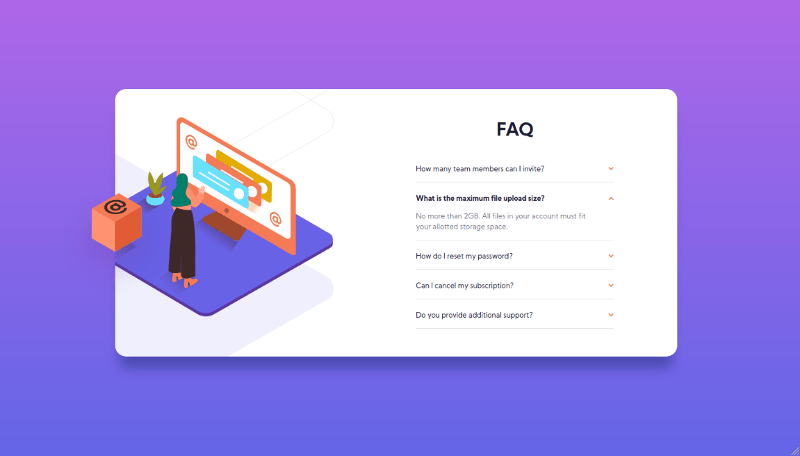 FAQ
How many team members can I invite?
What is the maximum file upload size?
No more than 2GB. All files in your account must fit
your allotted storage space.
How do I reset my password?
Can I cancel my subscription?
Do you provide additional support?
@
@
@